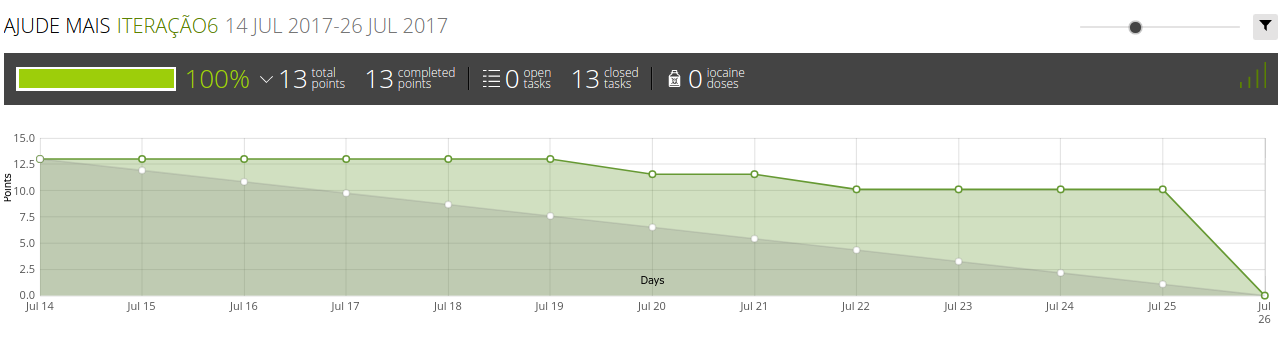 AJUDE MAIS ITERAÇÃO6 14 JUL 2017-26 JUL 2017
100% 13 total points 13 completed points 0 open tasks 13 closed tasks 0 iocaine doses
15.0
12.5
10.0
7.5
5.0
2.5
0.0
Points
Days
Jul 14 Jul 15 Jul 16 Jul 17 Jul 18 Jul 19 Jul 20 Jul 21 Jul 22 Jul 23 Jul 24 Jul 25 Jul 26